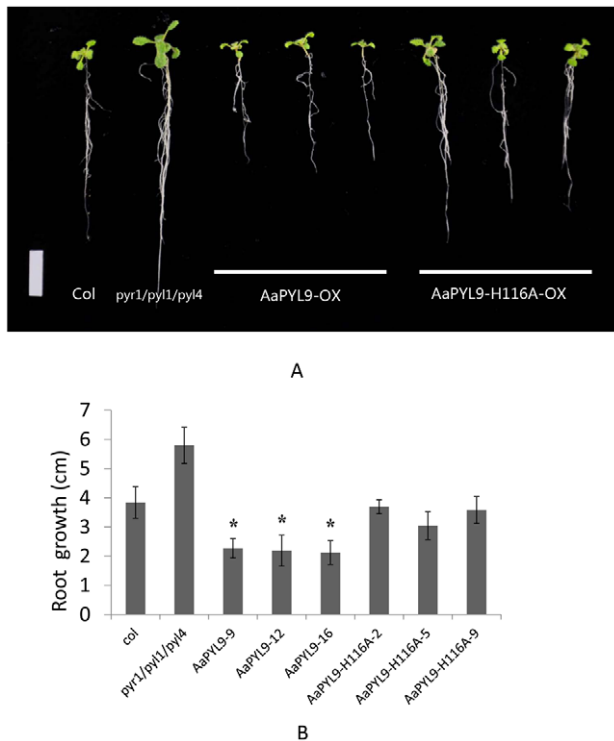 Col pyr1/pyl1/pyl4 AaPYL9-OX AaPYL9-H116A-OX
A
7
6
5
4
3
2
1
0
Root growth (cm)
* * *
col pyr1/pyl1/pyl4 AaPYL9-9 AaPYL9-12 AaPYL9-16 AaPYL9-H116A-2 AaPYL9-H116A-5 AaPYL9-H116A-9
B